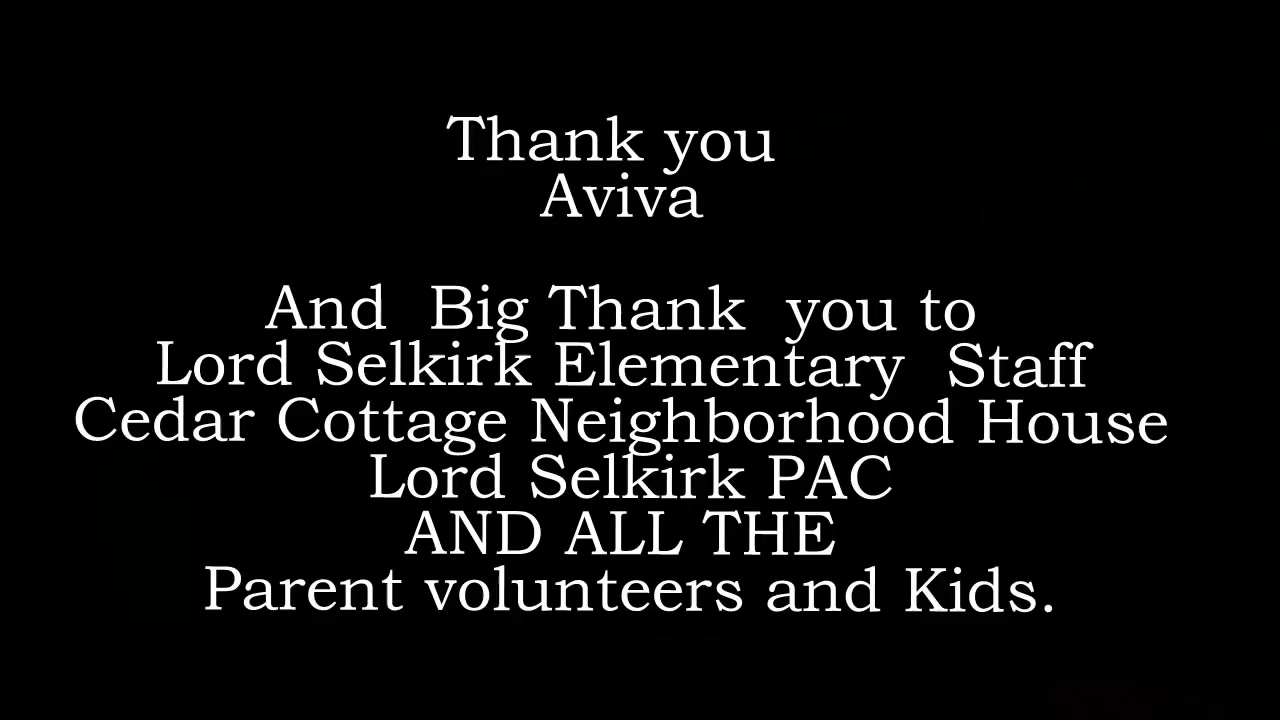 Thank you
Aviva
And Big Thank you to
Lord Selkirk Elementary Staff
Cedar Cottage Neighborhood House
Lord Selkirk PAC
AND ALL THE
Parent volunteers and Kids.